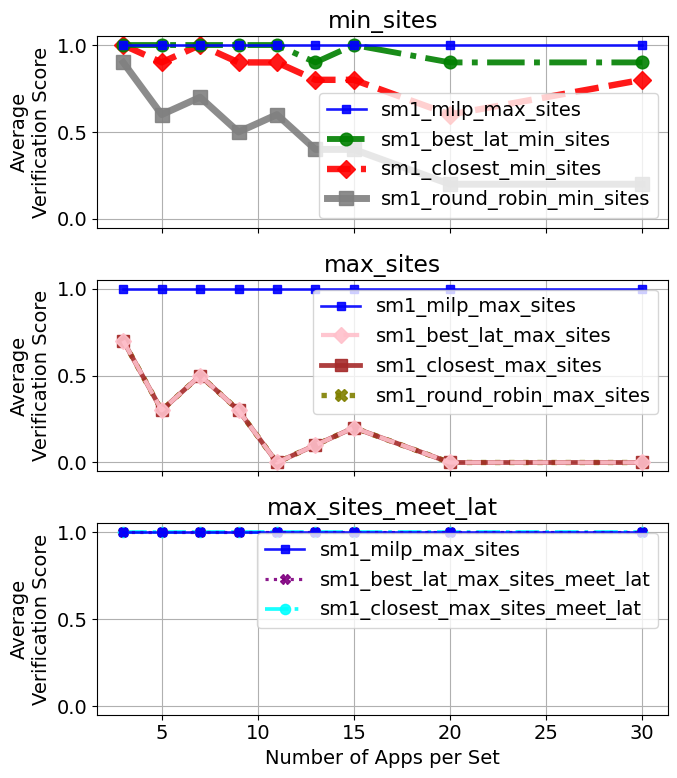 min_sites
Average
Verification Score
1.0
0.5
0.0
sm1_milp_max_sites
sm1_best_lat_min_sites
sm1_closest_min_sites
sm1_round_robin_min_sites
max_sites
Average
Verification Score
1.0
0.5
0.0
sm1_milp_max_sites
sm1_best_lat_max_sites
sm1_closest_max_sites
sm1_round_robin_max_sites
max_sites_meet_lat
Average
Verification Score
1.0
0.5
0.0
sm1_milp_max_sites
sm1_best_lat_max_sites_meet_lat
sm1_closest_max_sites_meet_lat
5 10 15 20 25 30
Number of Apps per Set